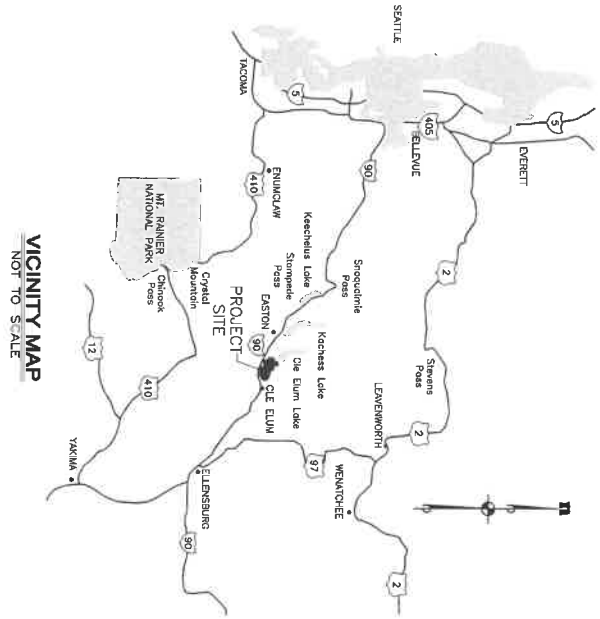 n
5
EVERETT
2
405
Stevens
Pass
2
BELLEVUE
SEATTLE
2
LEAVENWORTH
90
Snoqualmie
Pass
WENATCHEE
Kachess Lake
97
Keechelus Lake
Cle Elum Lake
5
Stampede
Pass
CLE ELUM
EASTON
90
ENUMCLAW
410
TACOMA
PROJECT
SITE
Crystal
Mountain
ELLENSBURG
90
Chinook
Pass
MT. RAINIER
NATIONAL PARK
410
12
YAKIMA
VICINITY MAP
NOT TO SCALE